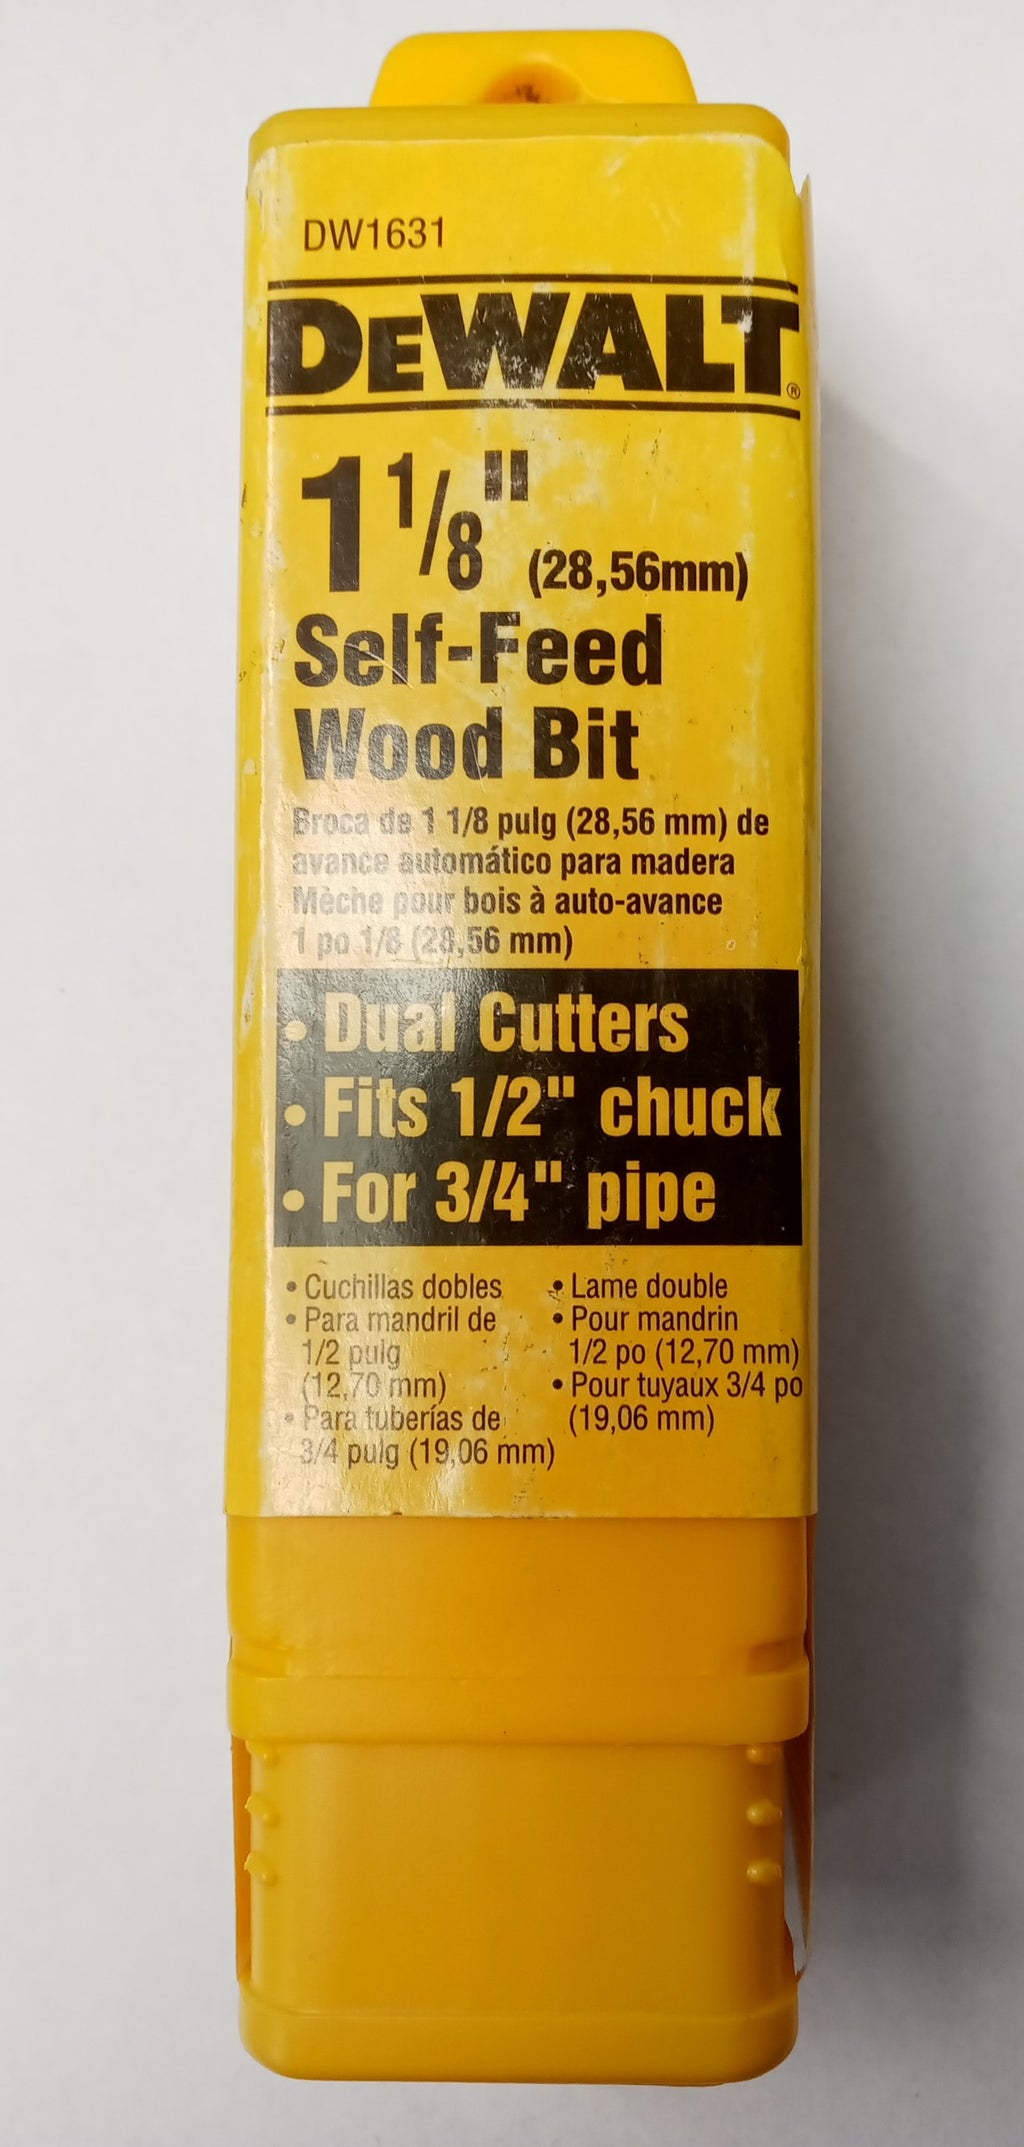 DW1631
DEWALT®
1 1/8" (28,56mm)
Self-Feed
Wood Bit
Broca de 1 1/8 pulg (28,56 mm) de
avance automático para madera
Mèche pour bois à auto-avance
1 po 1/8 (28,56 mm)
• Dual Cutters
• Fits 1/2" chuck
• For 3/4" pipe
• Cuchillas dobles
• Para mandril de
1/2 pulg
(12,70 mm)
• Para tuberías de
3/4 pulg (19,06 mm)
• Lame double
• Pour mandrin
1/2 po (12,70 mm)
• Pour tuyaux 3/4 po
(19,06 mm)